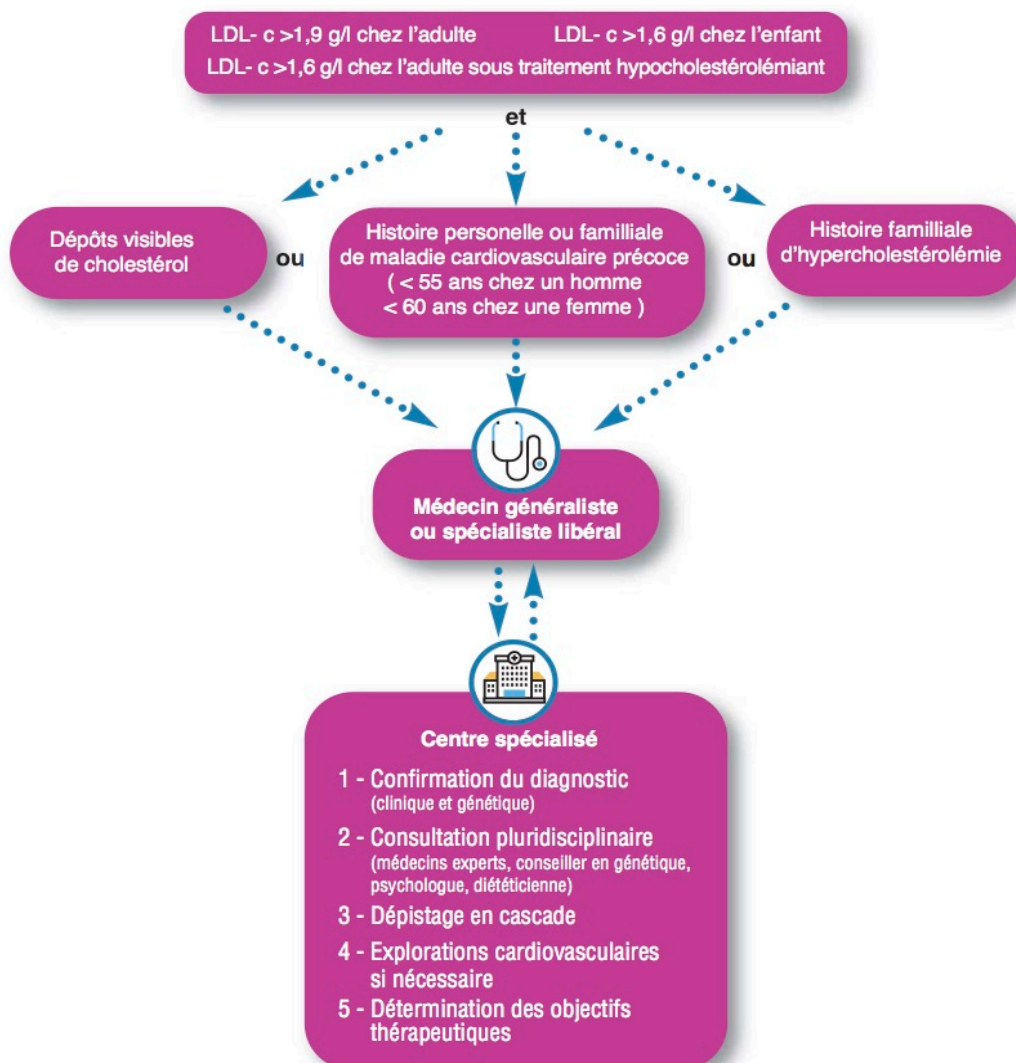 LDL- c >1,9 g/l chez l'adulte LDL- c >1,6 g/l chez l'enfant
LDL- c >1,6 g/l chez l'adulte sous traitement hypocholestérolémiant
et
Dépôts visibles
de cholestérol
ou
Histoire personelle ou familliale
de maladie cardiovasculaire précoce
( < 55 ans chez un homme
< 60 ans chez une femme )
ou
Histoire familliale
d'hypercholestérolémie
Médecin généraliste
ou spécialiste libéral
Centre spécialisé
1 - Confirmation du diagnostic
(clinique et génétique)
2 - Consultation pluridisciplinaire
(médecins experts, conseiller en génétique,
psychologue, diététicienne)
3 - Dépistage en cascade
4 - Explorations cardiovasculaires
si nécessaire
5 - Détermination des objectifs
thérapeutiques